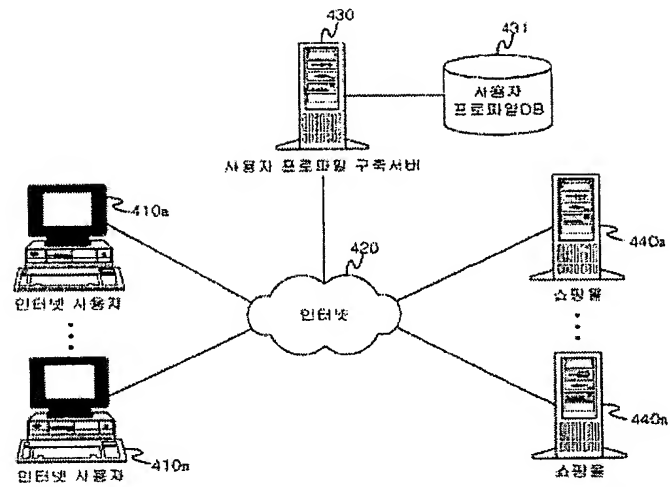 430
431
사용자
프로파일DB
사용자 프로파일 구축서버
410a
인터넷 사용자
420
인터넷
440a
쇼핑몰
410n
인터넷 사용자
440n
쇼핑몰